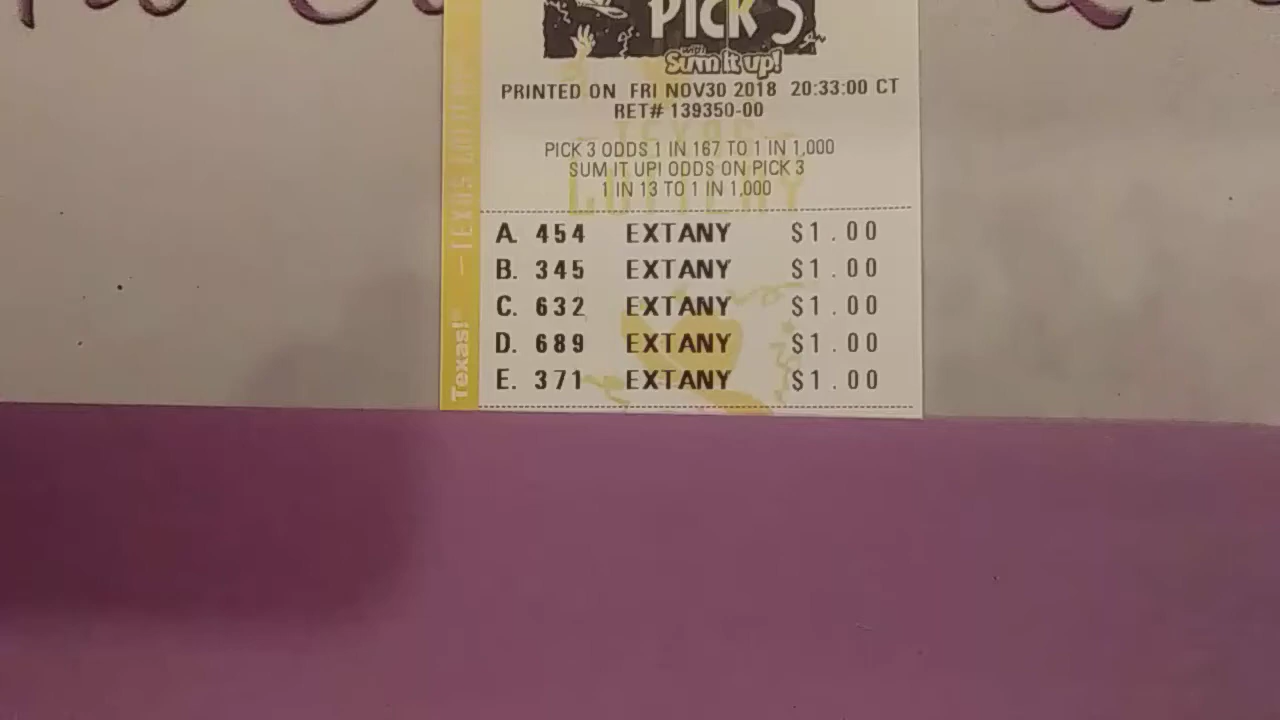 PICK 3
with
Sum it up!
PRINTED ON FRI NOV30 2018 20:33:00 CT
RET# 139350-00
TEXAS
LOTTERY
PICK 3 ODDS 1 IN 167 TO 1 IN 1,000
SUM IT UP! ODDS ON PICK 3
1 IN 13 TO 1 IN 1,000
A. 454 EXTANY $1.00
B. 345 EXTANY $1.00
C. 632 EXTANY $1.00
D. 689 EXTANY $1.00
E. 371 EXTANY $1.00
Texas! — TEXAS LOTTERY